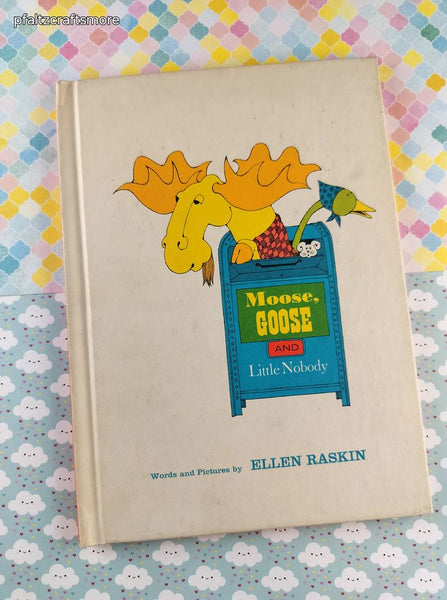 pfaltzcraftsmore
Moose,
GOOSE
AND
Little Nobody
Words and Pictures by ELLEN RASKIN